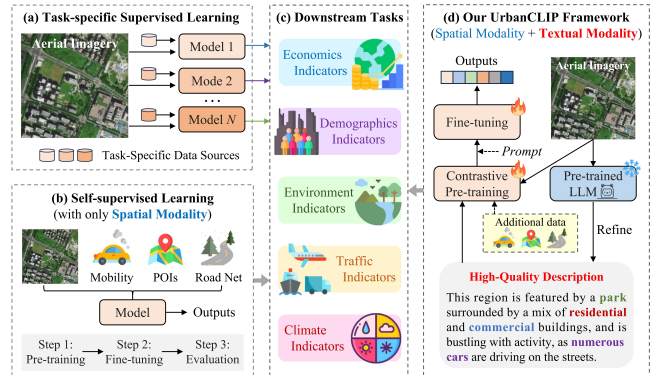 (a) Task-specific Supervised Learning
Aerial Imagery
Model 1
Mode 2
...
Model N
Task-Specific Data Sources
(b) Self-supervised Learning
(with only Spatial Modality)
Mobility
POIs
Road Net
Model
Outputs
Step 1:
Pre-training
Step 2:
Fine-tuning
Step 3:
Evaluation
(c) Downstream Tasks
Economics
Indicators
Demographics
Indicators
Environment
Indicators
Traffic
Indicators
Climate
Indicators
(d) Our UrbanCLIP Framework
(Spatial Modality + Textual Modality)
Outputs
Aerial Imagery
Fine-tuning
Prompt
Contrastive
Pre-training
Pre-trained
LLM
Additional data
Refine
High-Quality Description
This region is featured by a park
surrounded by a mix of residential
and commercial buildings, and is
bustling with activity, as numerous
cars are driving on the streets.